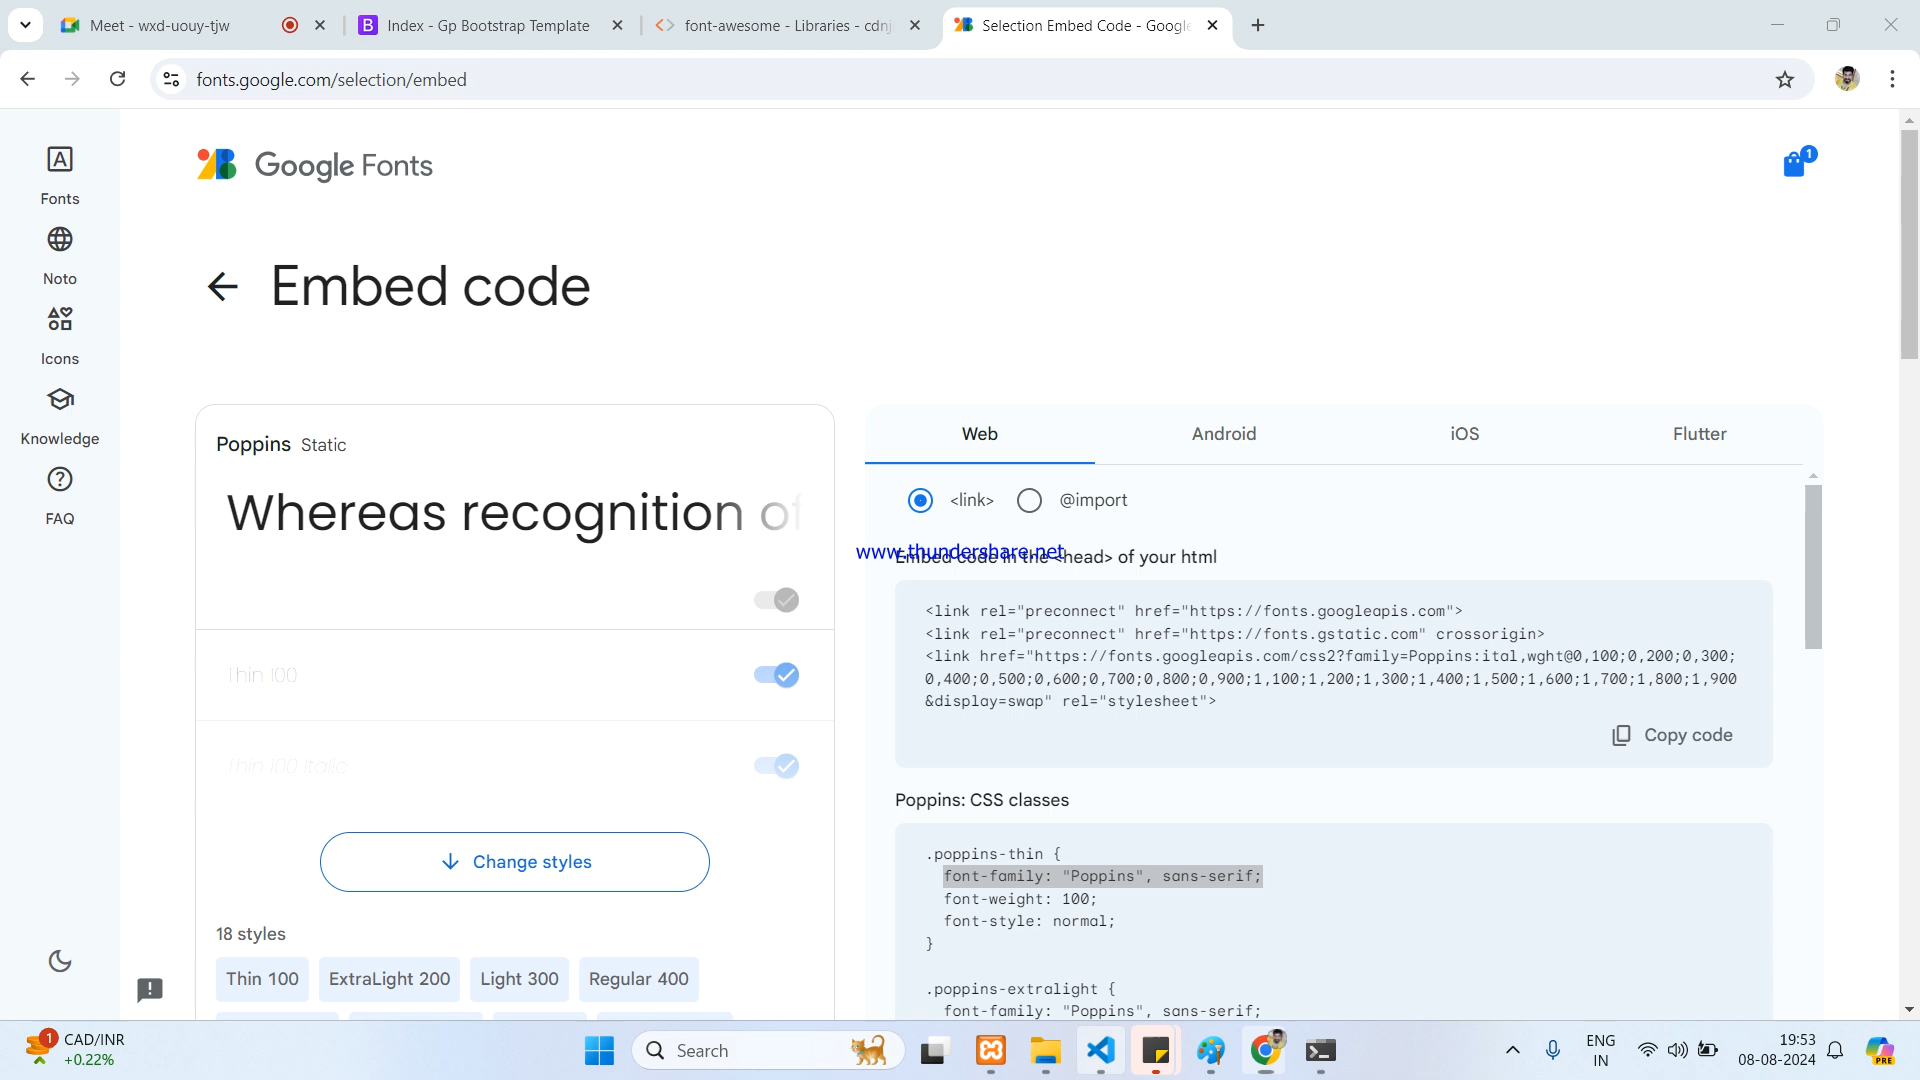 Meet - wxd-uouy-tjw
Index - Gp Bootstrap Template
font-awesome - Libraries - cdnj
Selection Embed Code - Google
fonts.google.com/selection/embed
Google Fonts
1
Fonts
Noto
Icons
Knowledge
FAQ
Embed code
Poppins Static
Whereas recognition of
Thin 100
Thin 100 Italic
Change styles
18 styles
Thin 100
ExtraLight 200
Light 300
Regular 400
Web
Android
iOS
Flutter
<link>
@import
www.thundershare.net
Embed code in the <head> of your html
<link rel="preconnect" href="https://fonts.googleapis.com">
<link rel="preconnect" href="https://fonts.gstatic.com" crossorigin>
<link href="https://fonts.googleapis.com/css2?family=Poppins:ital,wght@0,100;0,200;0,300;
0,400;0,500;0,600;0,700;0,800;0,900;1,100;1,200;1,300;1,400;1,500;1,600;1,700;1,800;1,900
&display=swap" rel="stylesheet">
Copy code
Poppins: CSS classes
.poppins-thin {
font-family: "Poppins", sans-serif;
font-weight: 100;
font-style: normal;
}
.poppins-extralight {
font-family: "Poppins", sans-serif;
1
CAD/INR
+0.22%
Search
ENG
IN
19:53
08-08-2024
PRE